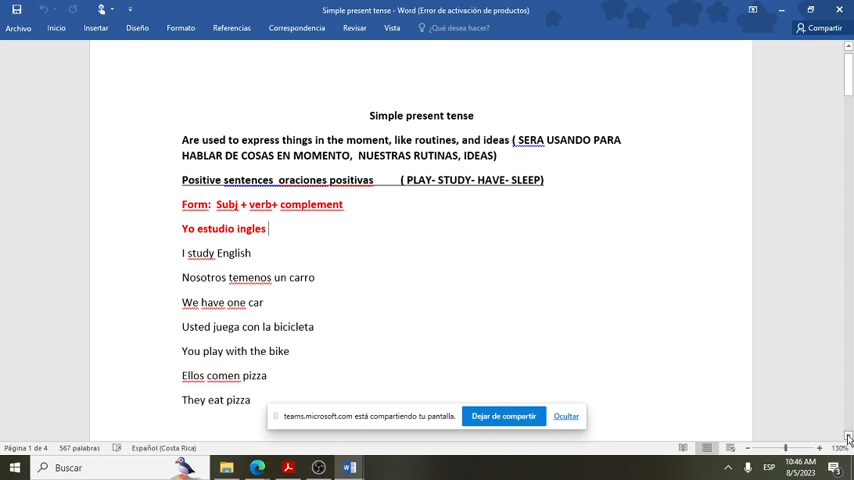 Simple present tense - Word (Error de activación de productos)
Archivo Inicio Insertar Diseño Formato Referencias Correspondencia Revisar Vista ¿Qué desea hacer? Compartir
Simple present tense
Are used to express things in the moment, like routines, and ideas ( SERA USANDO PARA
HABLAR DE COSAS EN MOMENTO, NUESTRAS RUTINAS, IDEAS)
Positive sentences oraciones positivas ( PLAY- STUDY- HAVE- SLEEP)
Form: Subj + verb+ complement
Yo estudio ingles
I study English
Nosotros temenos un carro
We have one car
Usted juega con la bicicleta
You play with the bike
Ellos comen pizza
They eat pizza
teams.microsoft.com está compartiendo tu pantalla. Dejar de compartir Ocultar
Página 1 de 4 567 palabras Español (Costa Rica) 130%
Buscar ESP 10:46 AM
8/5/2023 3